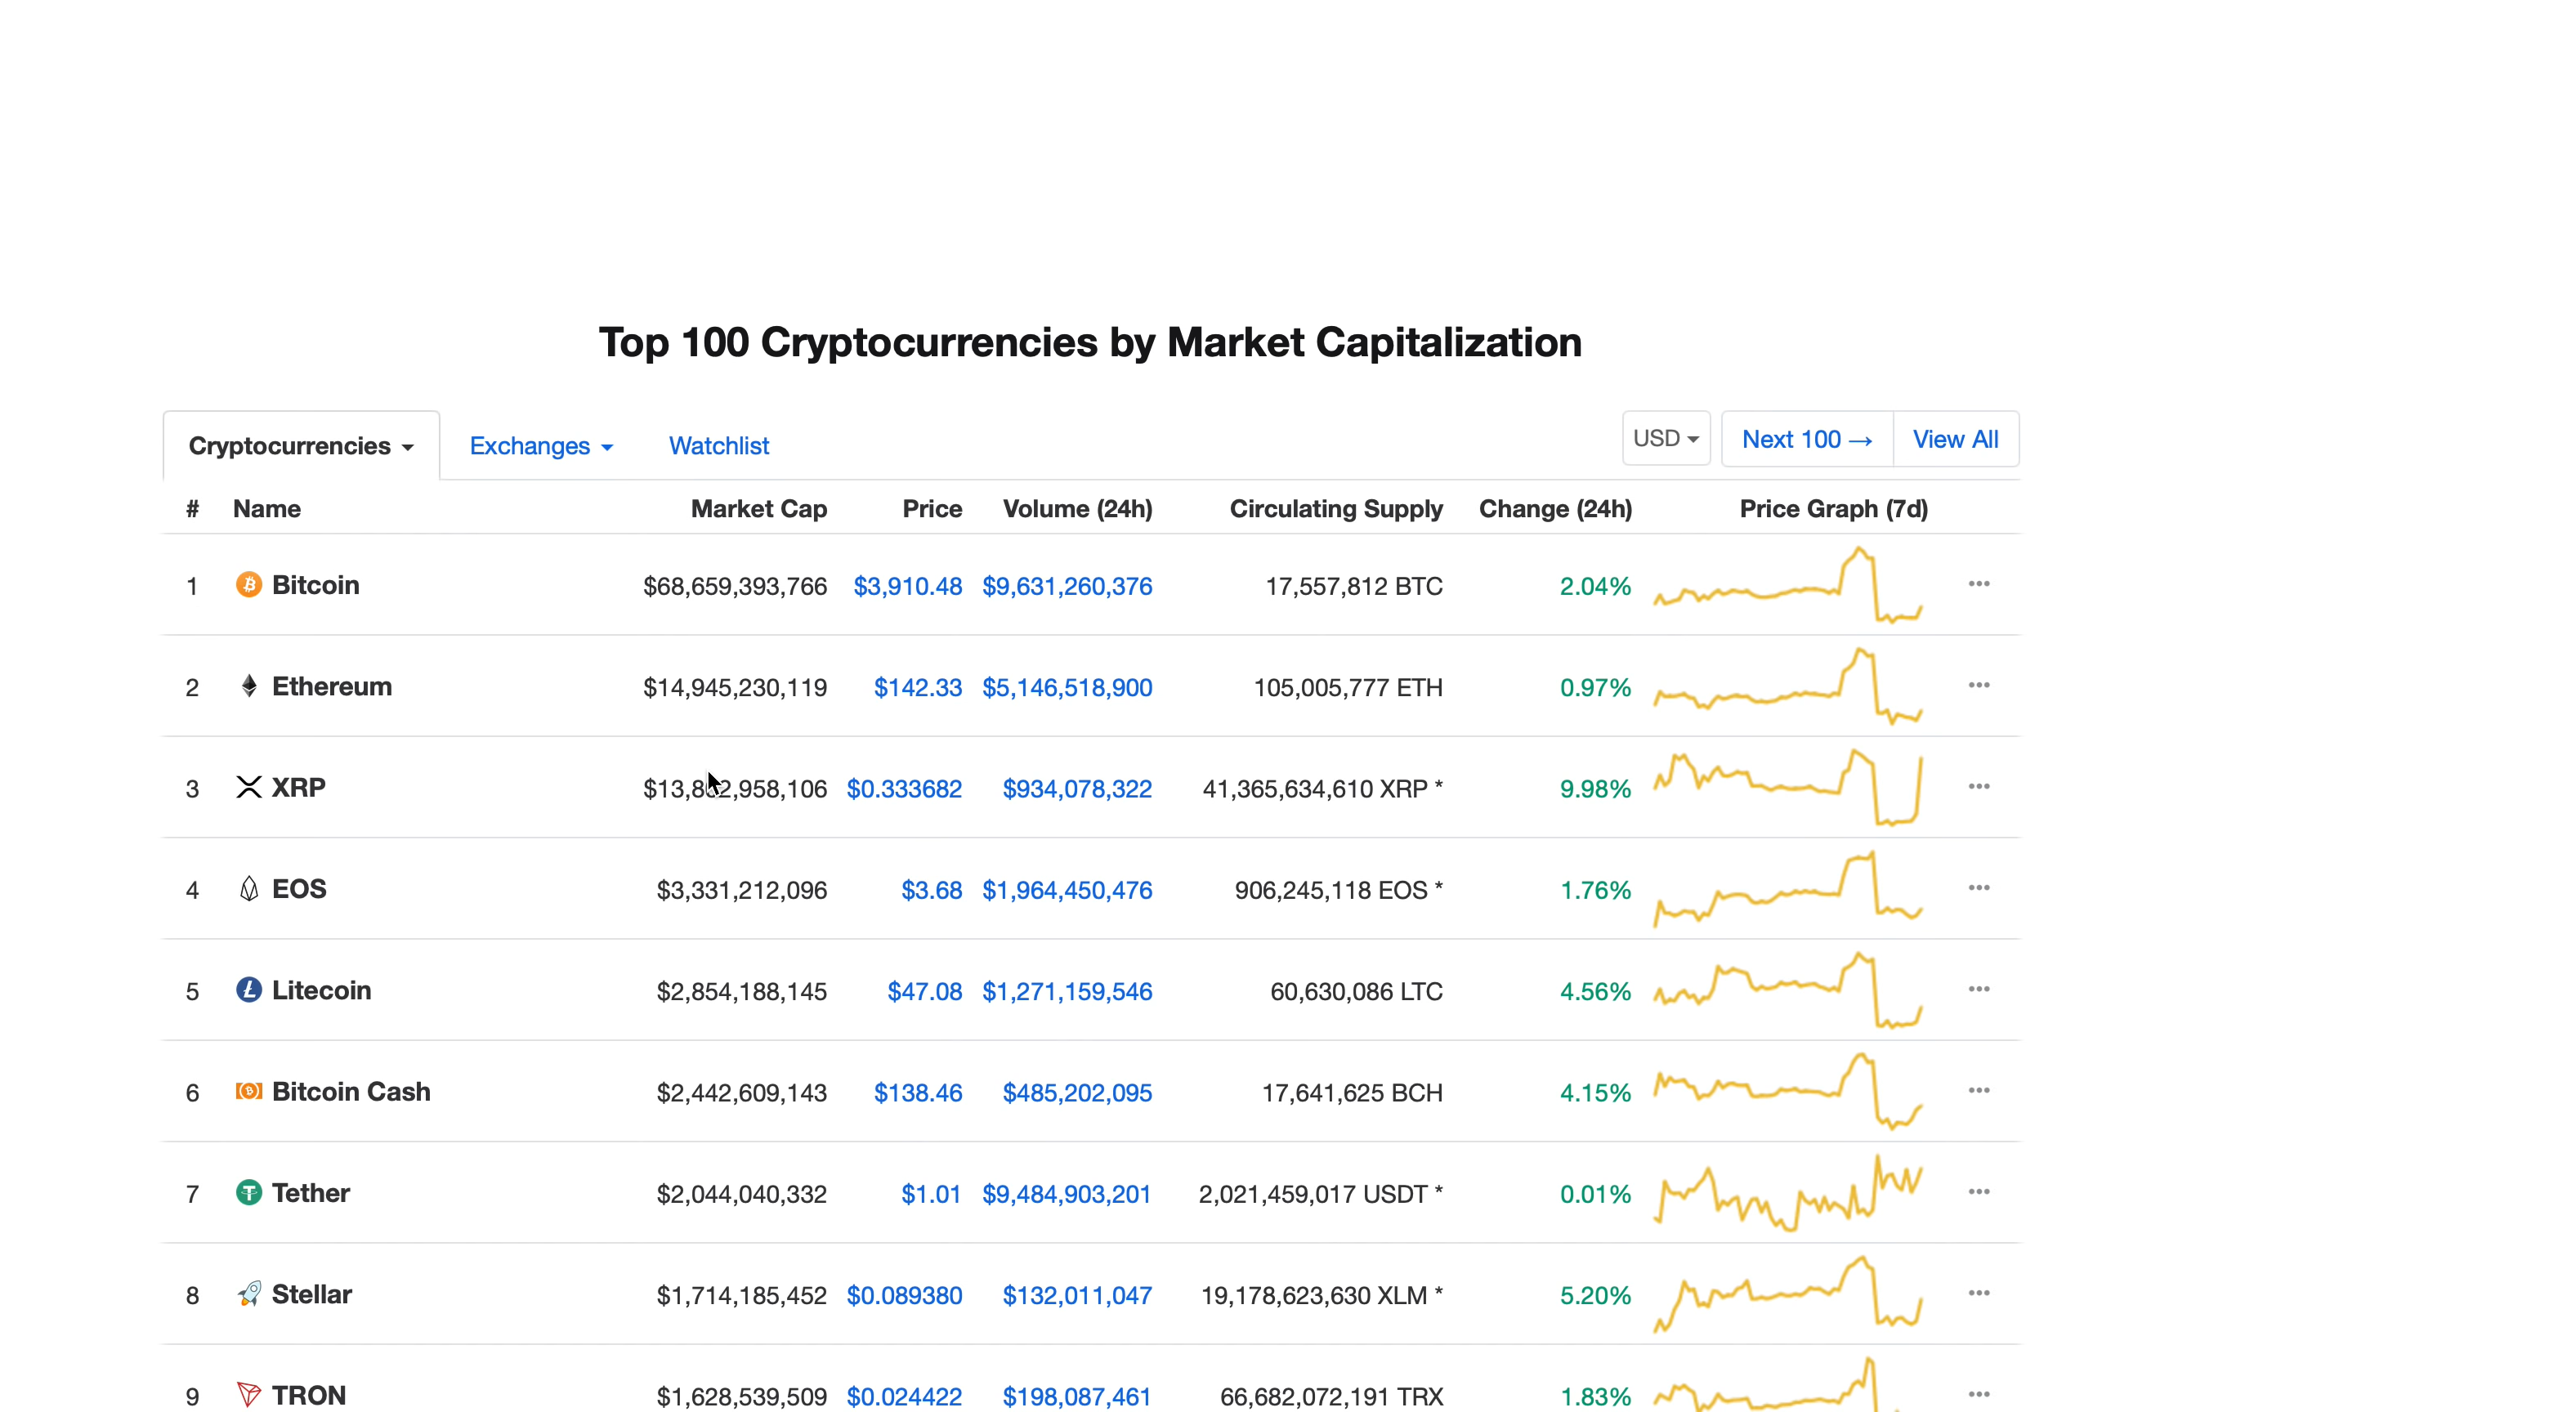 Top 100 Cryptocurrencies by Market Capitalization
Cryptocurrencies Exchanges Watchlist USD Next 100 → View All
# Name Market Cap Price Volume (24h) Circulating Supply Change (24h) Price Graph (7d)
1 Bitcoin $68,659,393,766 $3,910.48 $9,631,260,376 17,557,812 BTC 2.04%
2 Ethereum $14,945,230,119 $142.33 $5,146,518,900 105,005,777 ETH 0.97%
3 XRP $0.333682 $934,078,322 41,365,634,610 XRP * 9.98%
4 EOS $3,331,212,096 $3.68 $1,964,450,476 906,245,118 EOS * 1.76%
5 Litecoin $2,854,188,145 $47.08 $1,271,159,546 60,630,086 LTC 4.56%
6 Bitcoin Cash $2,442,609,143 $138.46 $485,202,095 17,641,625 BCH 4.15%
7 Tether $2,044,040,332 $1.01 $9,484,903,201 2,021,459,017 USDT * 0.01%
8 Stellar $1,714,185,452 $0.089380 $132,011,047 19,178,623,630 XLM * 5.20%
9 TRON $1,628,539,509 $0.024422 $198,087,461 66,682,072,191 TRX 1.83%